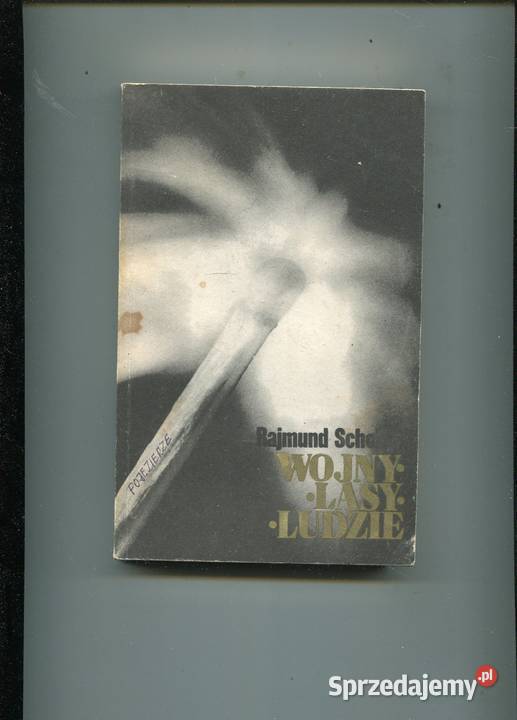 Rajmund
WOJNY·
·LASY·
·LUDZIE
POJEZIERZE
Sprzedajemy.pl